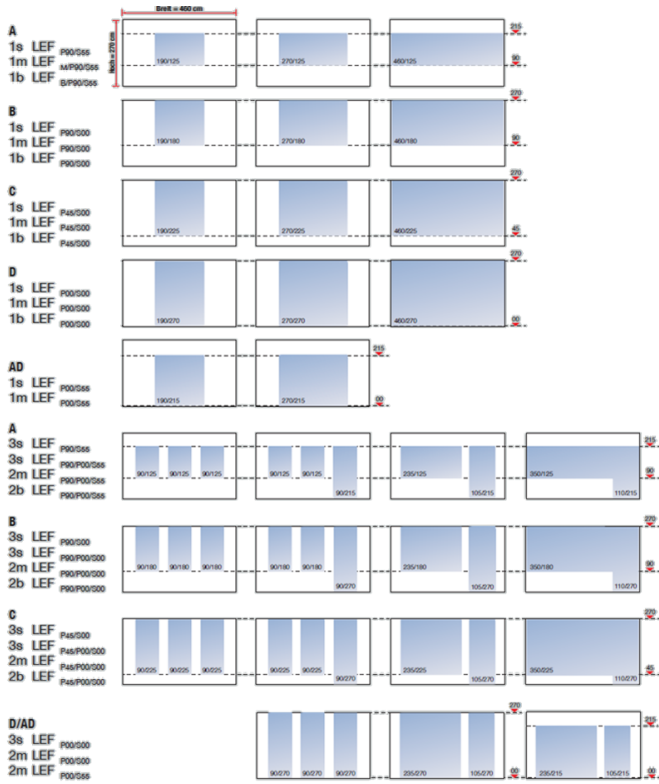 Breit = 460 cm
Hoch = 270 cm
A
1s LEF P90/S55
1m LEF M/P90/S55
1b LEF B/P90/S55
190/125 270/125 460/125
215
90
B
1s LEF P90/S00
1m LEF P90/S00
1b LEF P90/S00
190/180 270/180 460/180
270
90
C
1s LEF P45/S00
1m LEF P45/S00
1b LEF P45/S00
190/225 270/225 460/225
270
45
D
1s LEF P00/S00
1m LEF P00/S00
1b LEF P00/S00
190/270 270/270 460/270
270
00
AD
1s LEF P00/S55
1m LEF P00/S55
190/215 270/215
215
00
A
3s LEF P90/S55
3s LEF P90/P00/S55
2m LEF P90/P00/S55
2b LEF P90/P00/S55
90/125 90/125 90/125 90/125 90/125 90/215 235/125 105/215 350/125 110/215
215
90
B
3s LEF P90/S00
3s LEF P90/P00/S00
2m LEF P90/P00/S00
2b LEF P90/P00/S00
90/180 90/180 90/180 90/180 90/180 90/270 235/180 105/270 350/180 110/270
270
90
C
3s LEF P45/S00
3s LEF P45/P00/S00
2m LEF P45/P00/S00
2b LEF P45/P00/S00
90/225 90/225 90/225 90/225 90/225 90/270 235/225 105/270 350/225 110/270
270
45
D/AD
3s LEF P00/S00
2m LEF P00/S00
2m LEF P00/S55
90/270 90/270 90/270 235/270 105/270 235/215 105/215
270
00
215
00